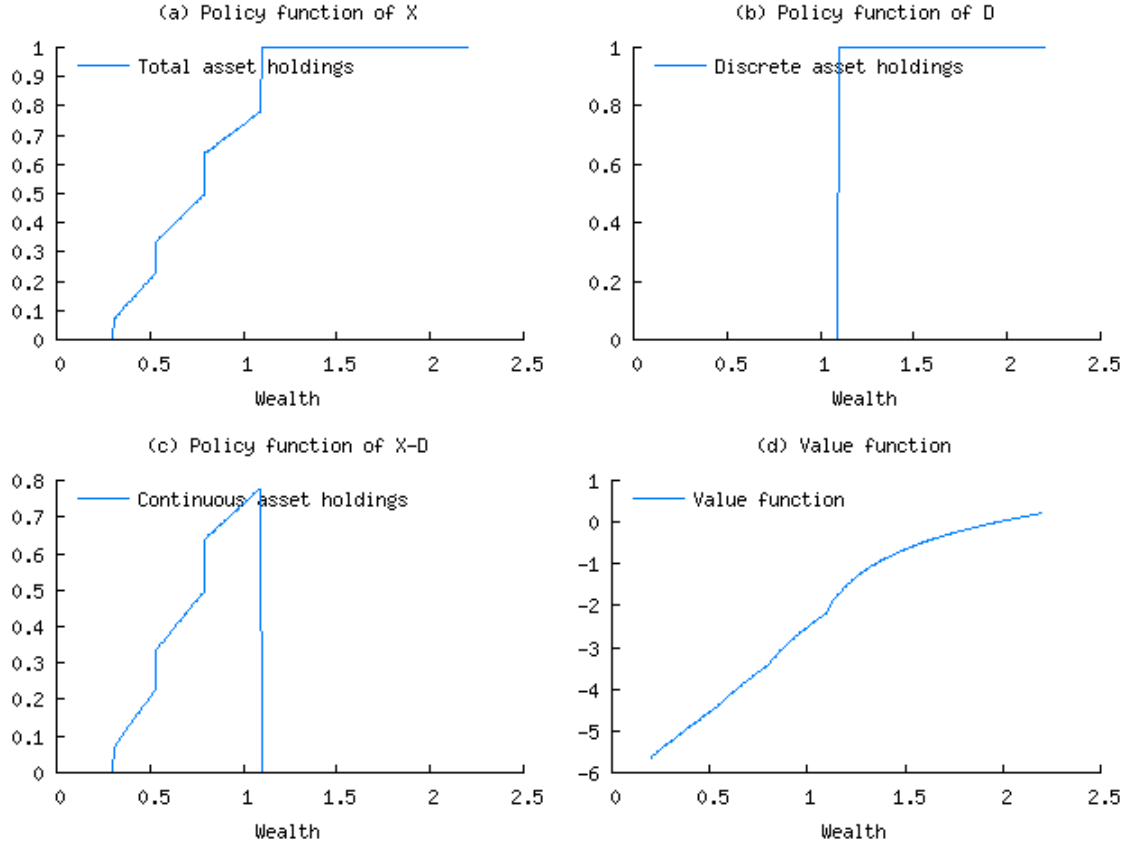 (a) Policy function of X
1
Total asset holdings
0.9
0.8
0.7
0.6
0.5
0.4
0.3
0.2
0.1
0
0 0.5 1 1.5 2 2.5
Wealth
(b) Policy function of D
1
Discrete asset holdings
0.8
0.6
0.4
0.2
0
0 0.5 1 1.5 2 2.5
Wealth
(c) Policy function of X-D
0.8
Continuous asset holdings
0.7
0.6
0.5
0.4
0.3
0.2
0.1
0
0 0.5 1 1.5 2 2.5
Wealth
(d) Value function
1
Value function
0
-1
-2
-3
-4
-5
-6
0 0.5 1 1.5 2 2.5
Wealth